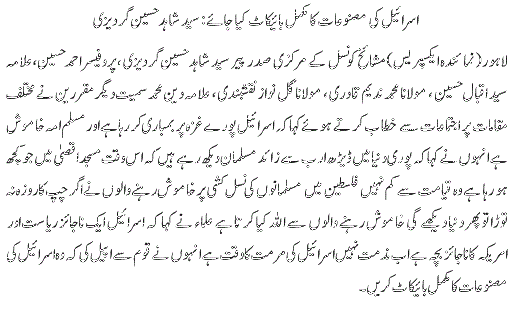 اسرائیل کی مصنوعات کا مکمل بائیکاٹ کیا جائے: سید شاہد حسین گردیزی
لاہور (نمائندہ ایکسپریس) مشائخ کونسل کے مرکزی صدر پیر سید شاہد حسین گردیزی، پروفیسر احمد حسین، علامہ
سید اقبال حسین، مولانا محمد ندیم قادری، مولانا گل نواز نقشبندی، علامہ دین محمد سمیت دیگر مقررین نے مختلف
مقامات پر اجتماعات سے خطاب کرتے ہوئے کہا کہ اسرائیل پورے غزہ پر بمباری کر رہا ہے اور مسلم امہ خاموش
ہے انہوں نے کہا کہ پوری دنیا میں ڈیڑھ ارب سے زائد مسلمان دیکھ رہے ہیں کہ اس وقت مسجد اقصیٰ میں جو کچھ
ہو رہا ہے وہ قیامت سے کم نہیں فلسطین میں مسلمانوں کی نسل کشی پر خاموش رہنے والوں نے اگر چپ کا روزہ نہ
توڑا تو پھر دنیا دیکھے گی خاموش رہنے والوں سے اللہ کیا کرتا ہے علماء نے کہا کہ اسرائیل ایک ناجائز ریاست اور
امریکہ کا ناجائز بچہ ہے اب مذمت نہیں اسرائیل کی مرمت کا وقت ہے انہوں نے قوم سے اپیل کی کہ وہ اسرائیل کی
مصنوعات کا مکمل بائیکاٹ کریں۔